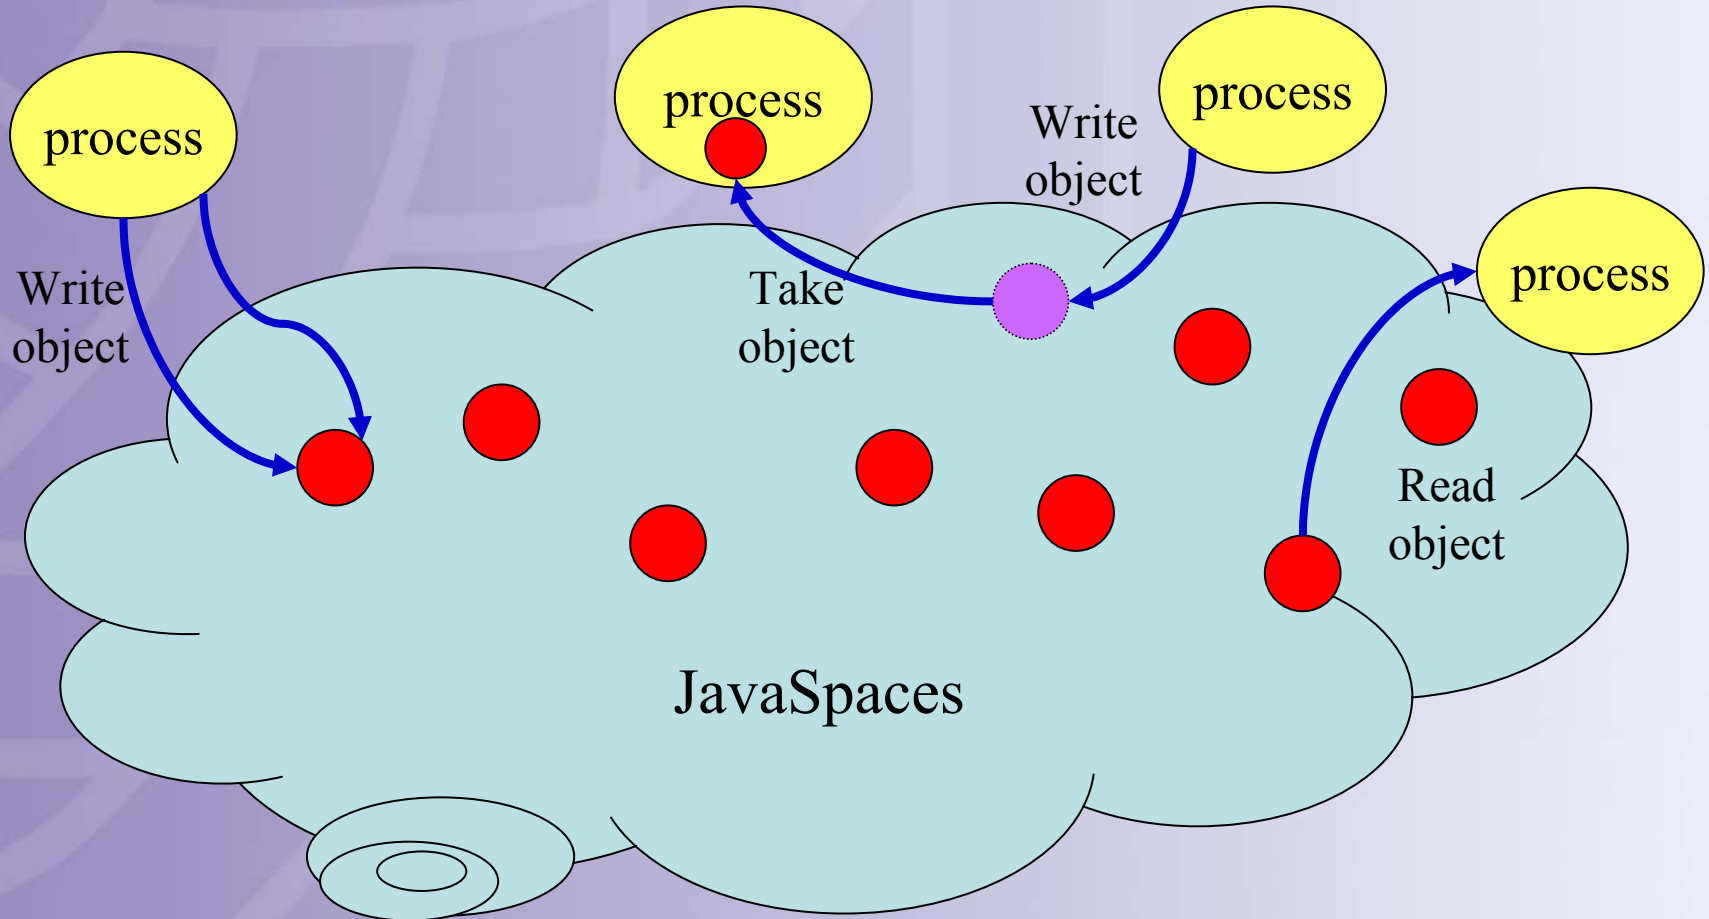 process
process
process
process
Write
object
Write
object
Take
object
Read
object
JavaSpaces